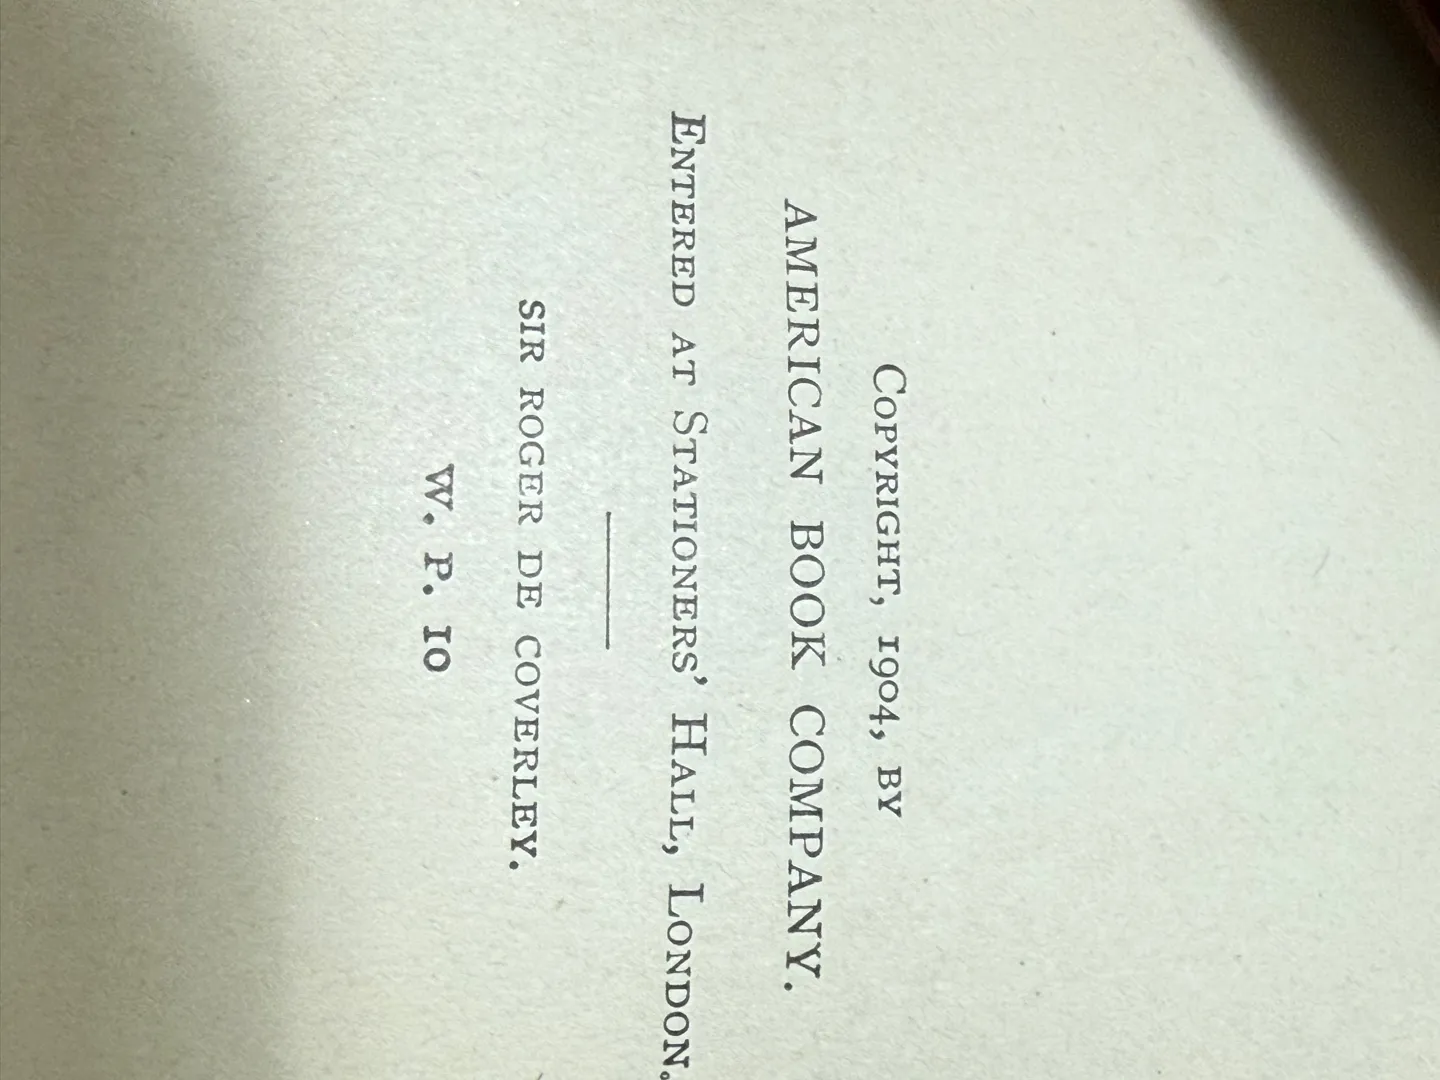 Copyright, 1904, by
AMERICAN BOOK COMPANY.
Entered at Stationers' Hall, London.
SIR ROGER DE COVERLEY.
W. P. 10